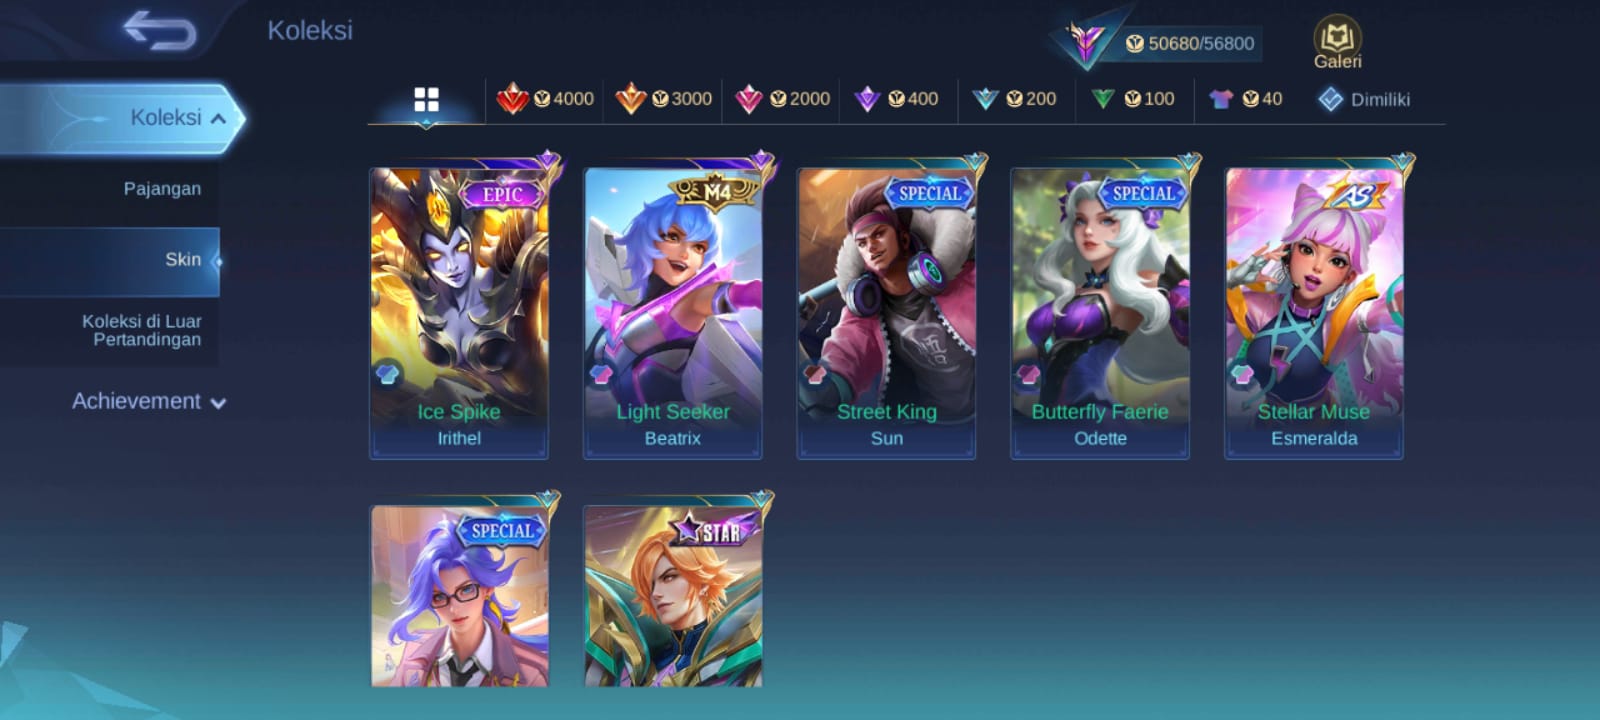 Koleksi
50680/56800
Galeri
4000
3000
2000
400
200
100
40
Dimiliki
Koleksi
Pajangan
Skin
Koleksi di Luar
Pertandingan
Achievement
EPIC
Ice Spike
Irithel
M4
Light Seeker
Beatrix
SPECIAL
Street King
Sun
SPECIAL
Butterfly Faerie
Odette
AS
Stellar Muse
Esmeralda
SPECIAL
STAR